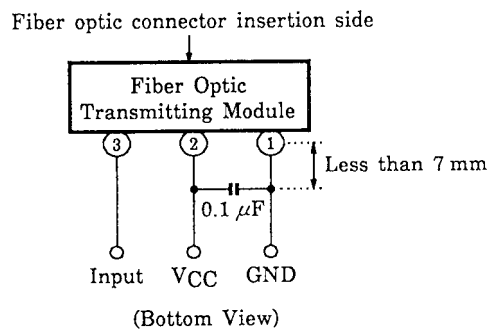 Fiber optic connector insertion side
Fiber Optic
Transmitting Module
3 2 1
Less than 7 mm
0.1 μF
Input VCC GND
(Bottom View)